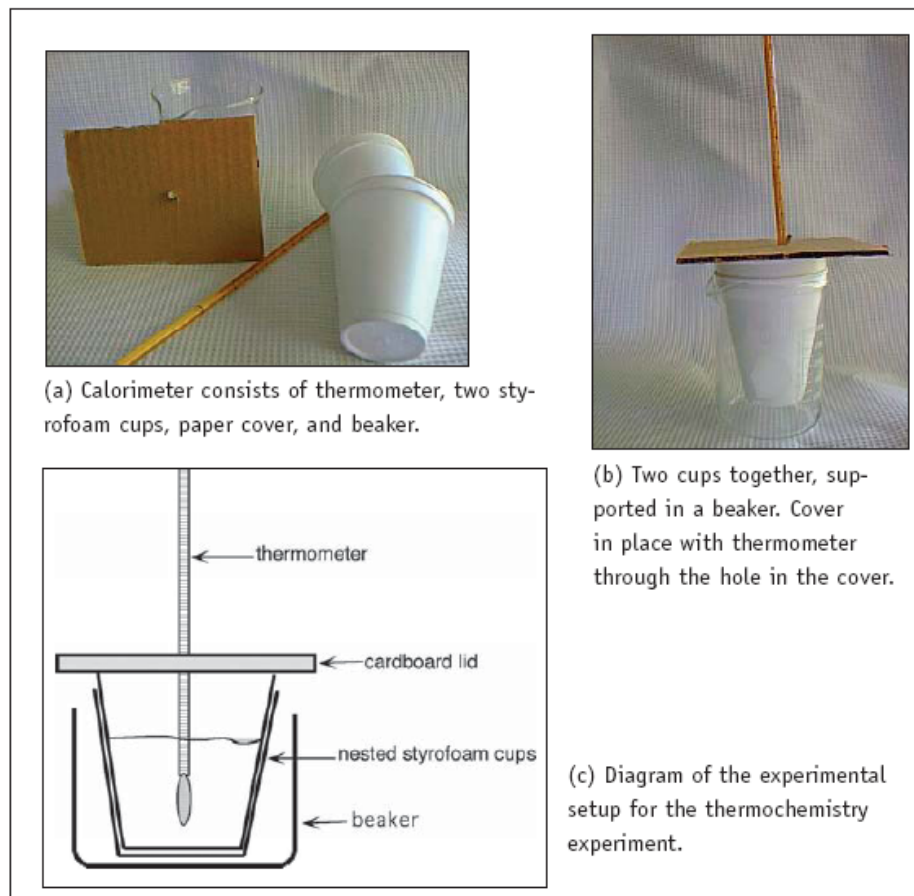 (a) Calorimeter consists of thermometer, two sty-
rofoam cups, paper cover, and beaker.
(b) Two cups together, sup-
ported in a beaker. Cover
in place with thermometer
through the hole in the cover.
thermometer
cardboard lid
nested styrofoam cups
beaker
(c) Diagram of the experimental
setup for the thermochemistry
experiment.